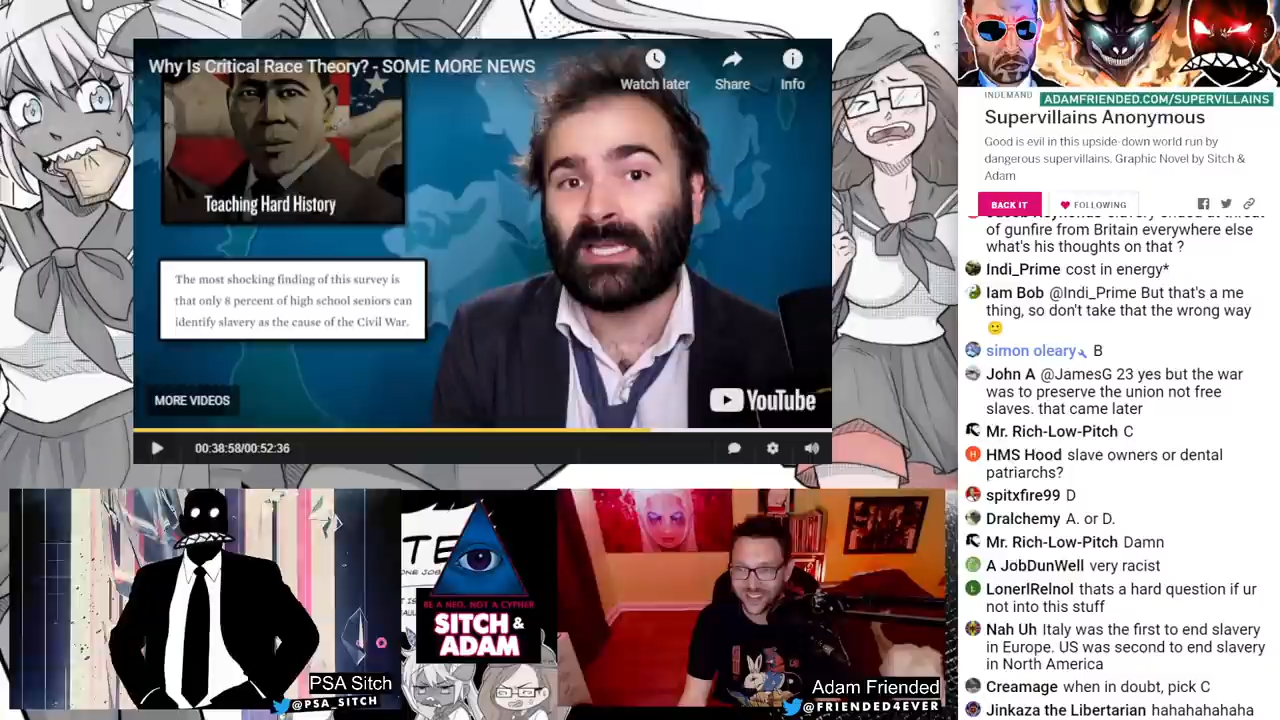 Why Is Critical Race Theory? - SOME MORE NEWS
Watch later
Share
Info
Teaching Hard History
The most shocking finding of this survey is
that only 8 percent of high school seniors can
identify slavery as the cause of the Civil War.
MORE VIDEOS
YouTube
00:38:58/00:52:36
PSA Sitch
@PSA_SITCH
BE A NEO, NOT A CYPHER
SITCH &
ADAM
Adam Friended
@FRIENDED4EVER
INDEMAND
ADAMFRIENDED.COM/SUPERVILLAINS
Supervillains Anonymous
Good is evil in this upside-down world run by
dangerous supervillains. Graphic Novel by Sitch &
Adam
BACK IT
FOLLOWING
of gunfire from Britain everywhere else
what's his thoughts on that ?
Indi_Prime cost in energy*
Iam Bob @Indi_Prime But that's a me
thing, so don't take that the wrong way
🙂
simon oleary B
John A @JamesG 23 yes but the war
was to preserve the union not free
slaves. that came later
Mr. Rich-Low-Pitch C
H
HMS Hood slave owners or dental
patriarchs?
spitxfire99 D
Dralchemy A. or D.
Mr. Rich-Low-Pitch Damn
A JobDunWell very racist
L
LonerlRelnol thats a hard question if ur
not into this stuff
Nah Uh Italy was the first to end slavery
in Europe. US was second to end slavery
in North America
Creamage when in doubt, pick C
Jinkaza the Libertarian hahahahahaha